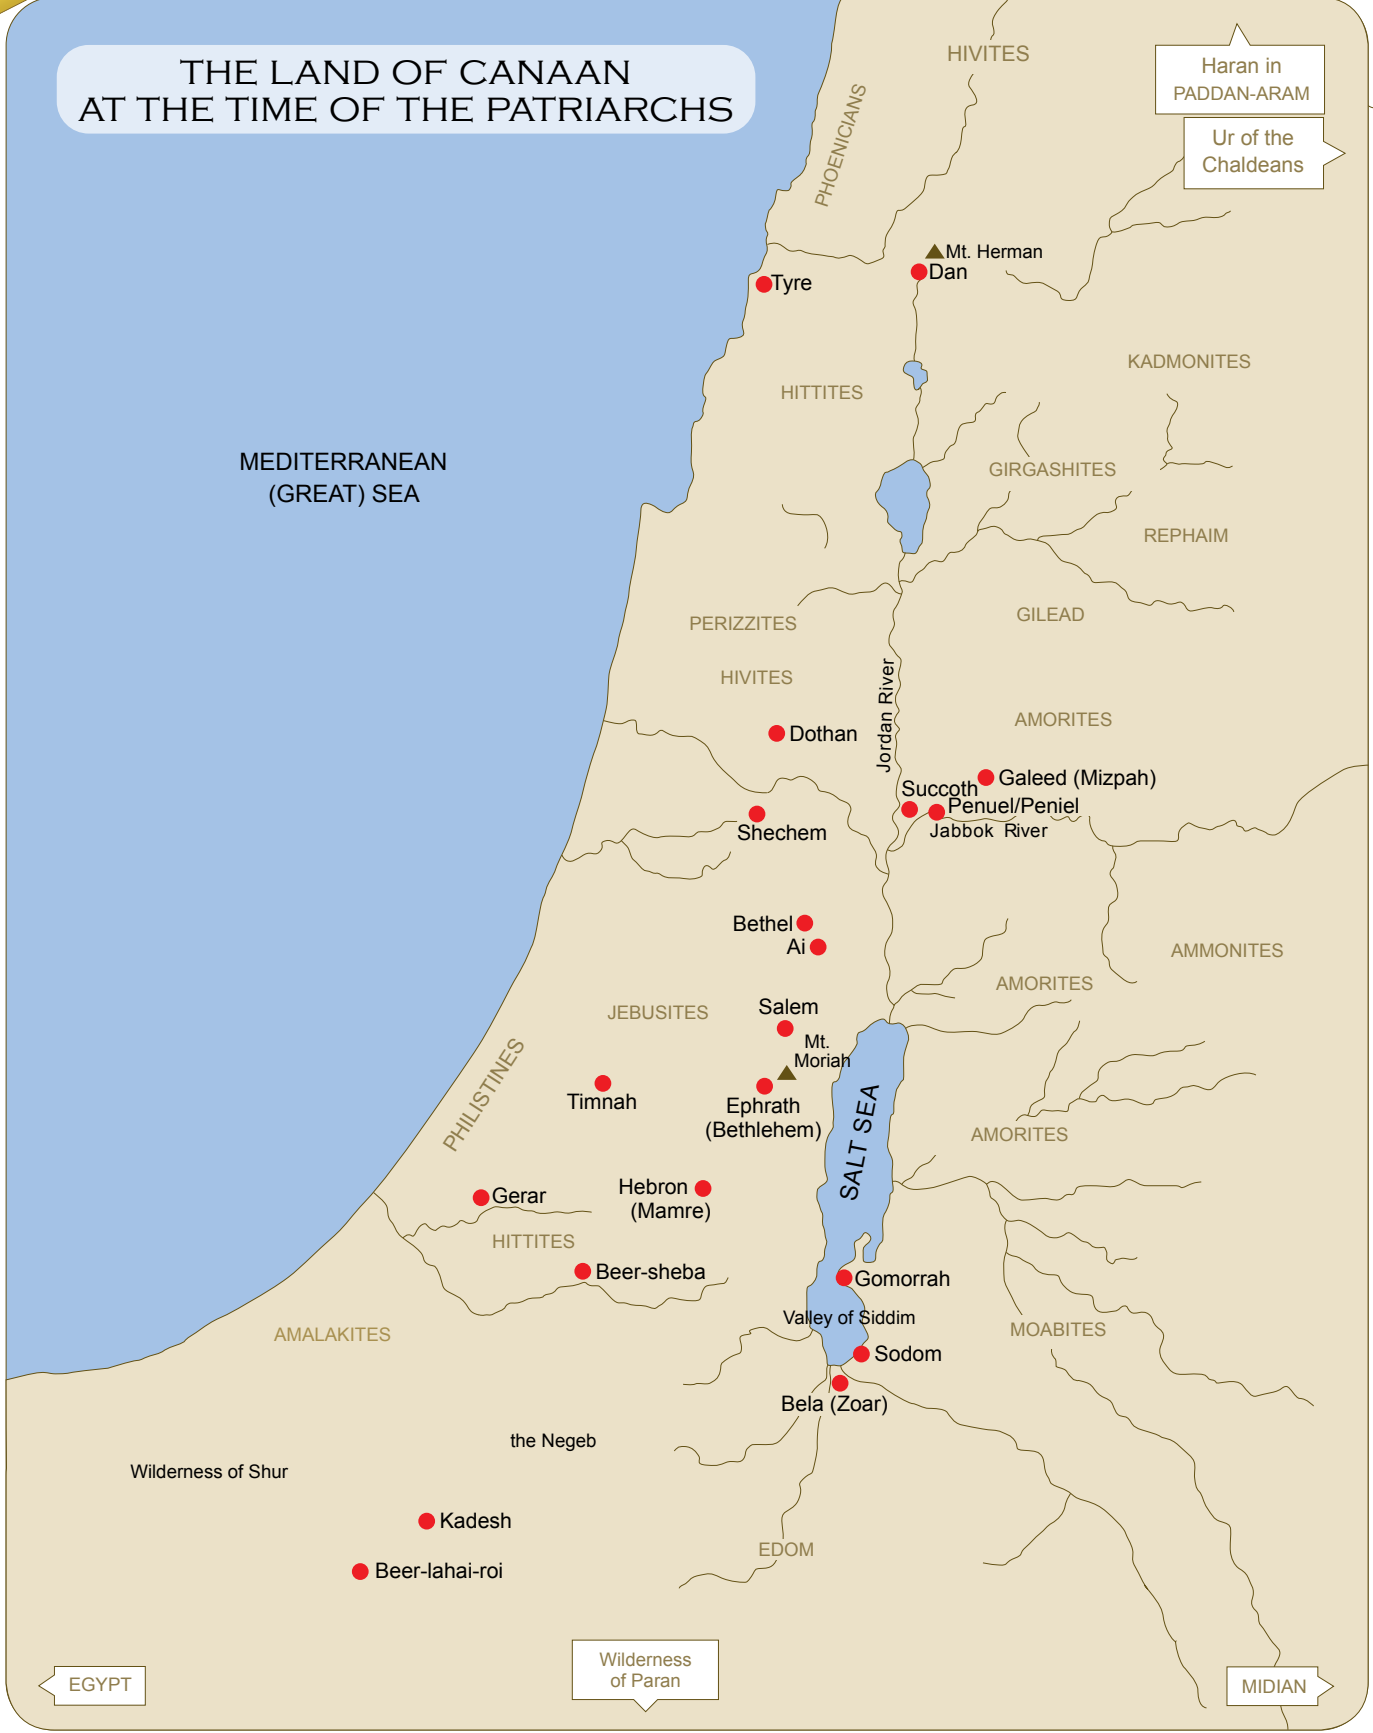 THE LAND OF CANAAN
AT THE TIME OF THE PATRIARCHS
HIVITES
Haran in
PADDAN-ARAM
PHOENICIANS
Ur of the
Chaldeans
Mt. Herman
Dan
Tyre
KADMONITES
HITTITES
MEDITERRANEAN
(GREAT) SEA
GIRGASHITES
REPHAIM
GILEAD
PERIZZITES
HIVITES
Jordan River
AMORITES
Dothan
Galeed (Mizpah)
Succoth
Penuel/Peniel
Jabbok River
Shechem
Bethel
Ai
AMMONITES
AMORITES
Salem
JEBUSITES
Mt.
Moriah
PHILISTINES
Timnah
Ephrath
(Bethlehem)
SALT SEA
AMORITES
Gerar
Hebron
(Mamre)
HITTITES
Beer-sheba
Gomorrah
Valley of Siddim
AMALAKITES
MOABITES
Sodom
Bela (Zoar)
the Negeb
Wilderness of Shur
Kadesh
EDOM
Beer-lahai-roi
Wilderness
of Paran
EGYPT
MIDIAN